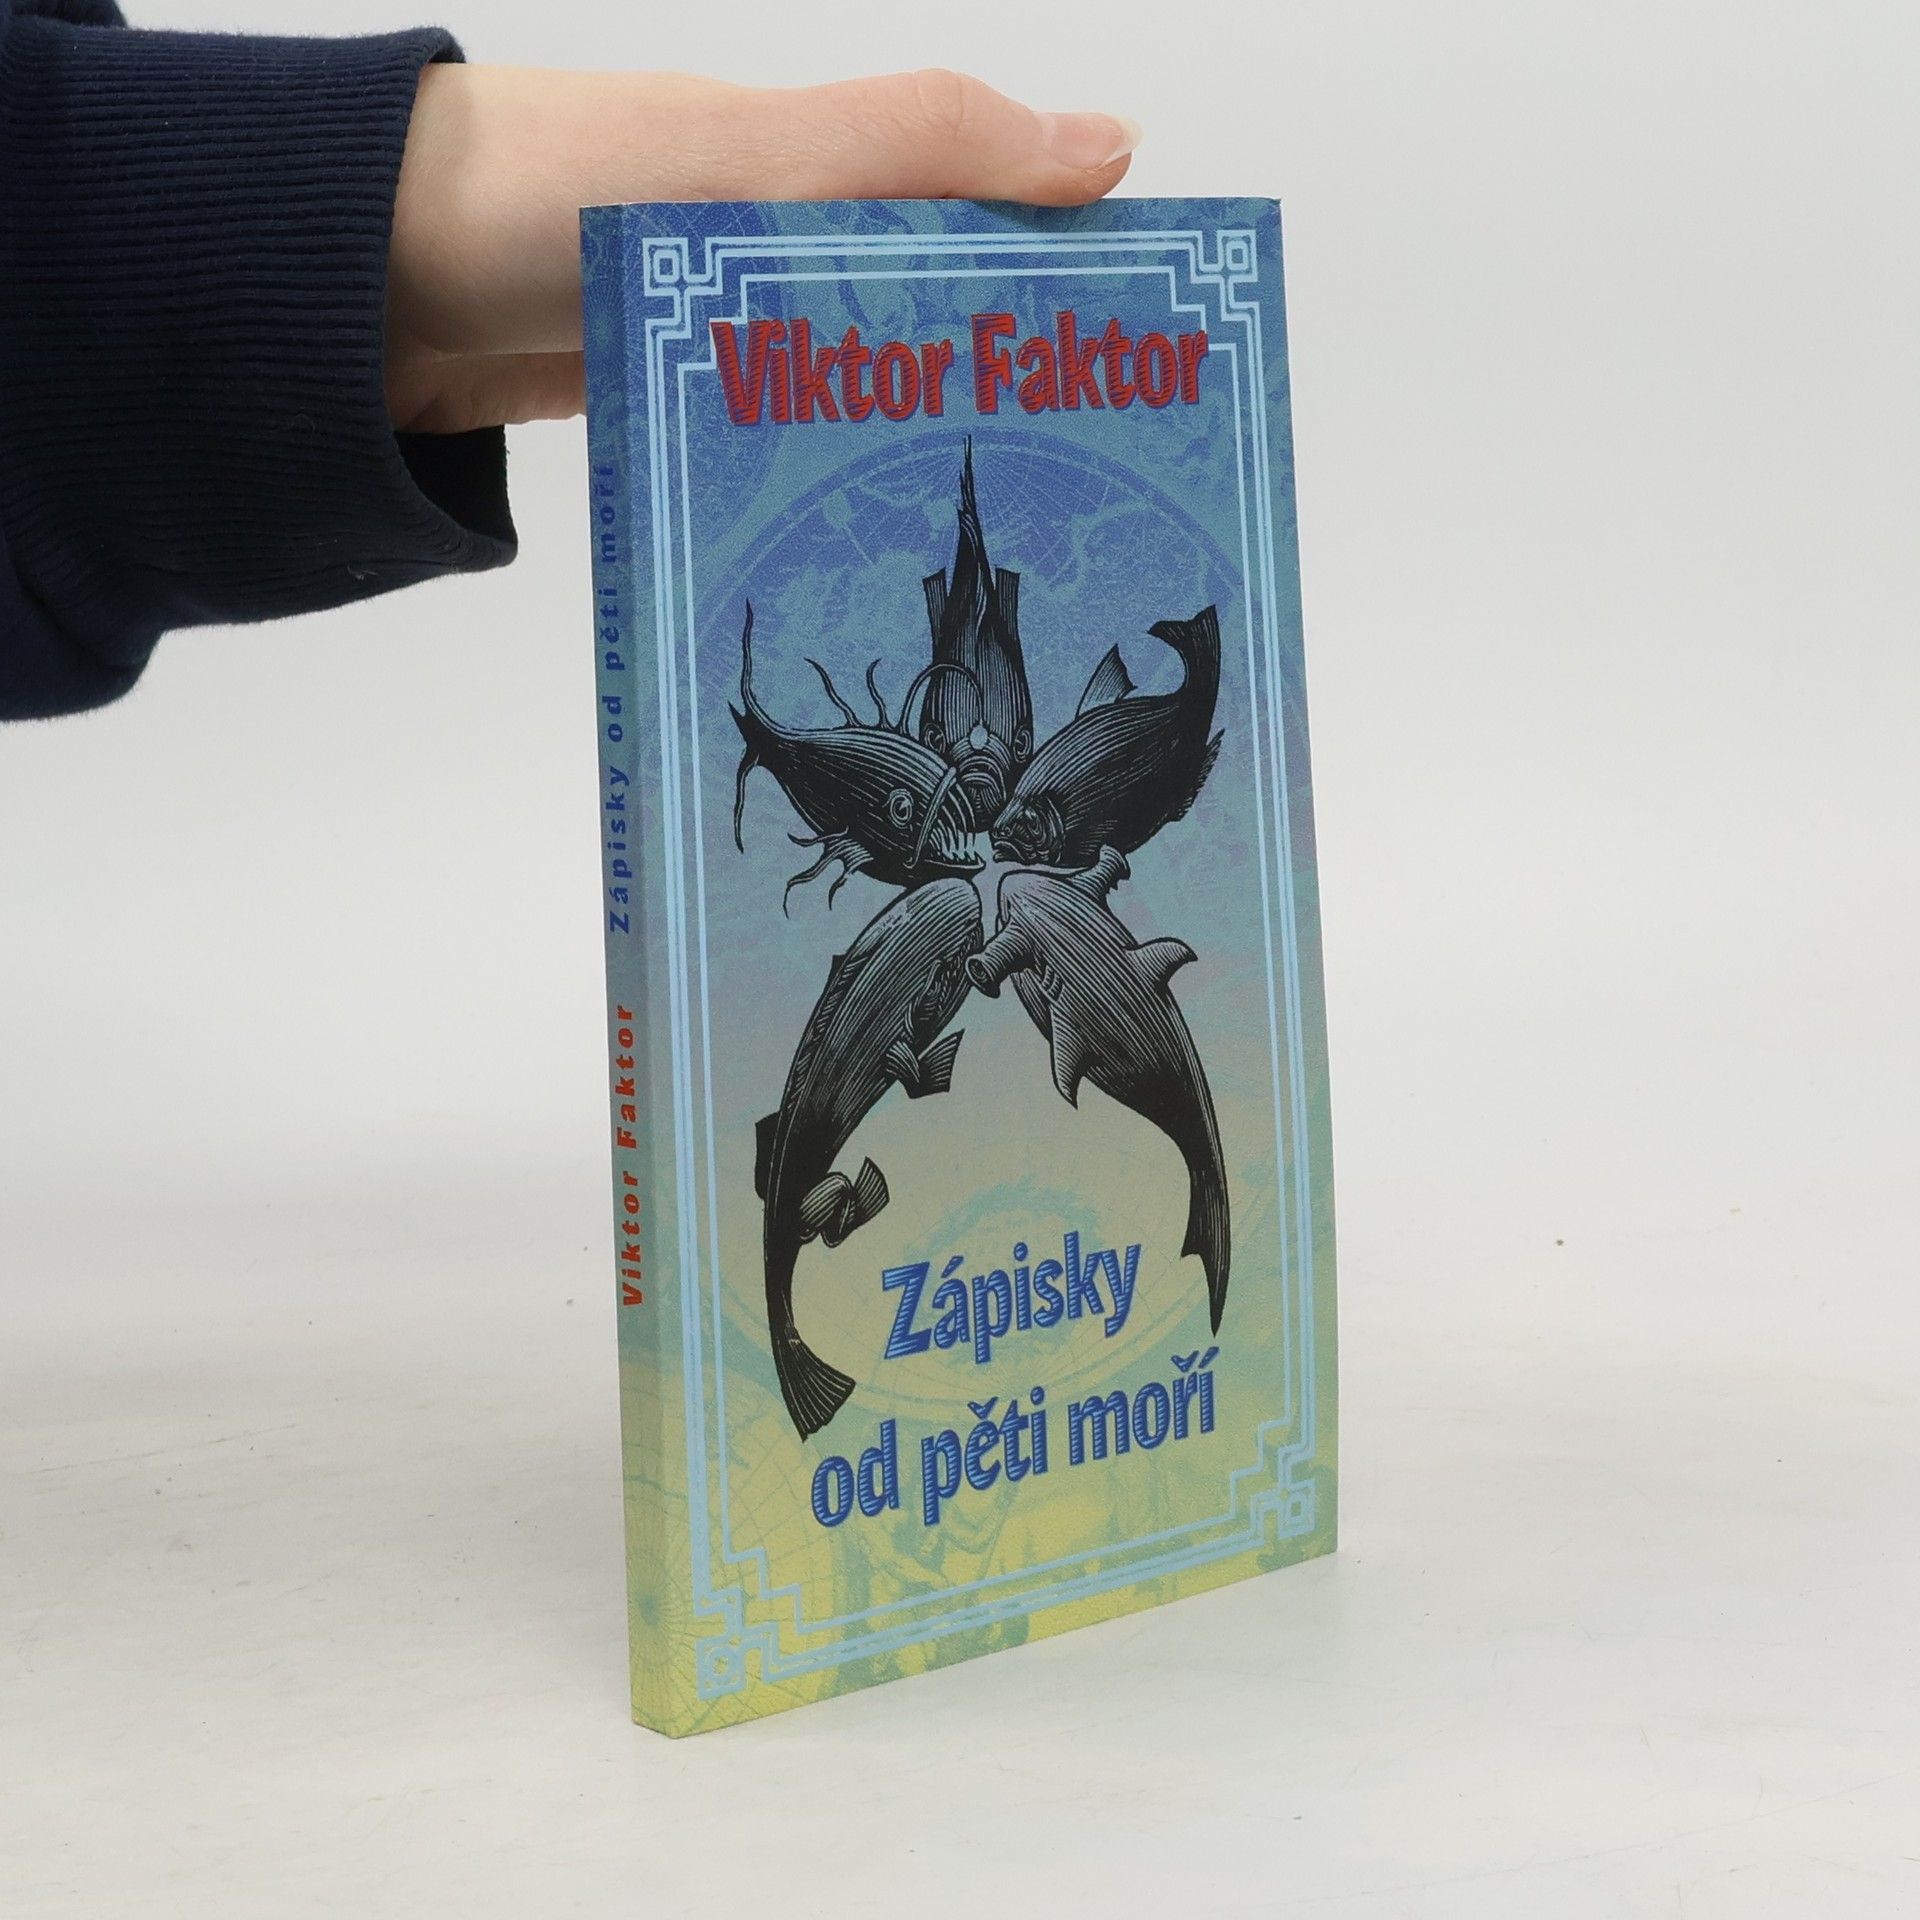 Viktor Faktor
Zápisky
od pěti moří
Viktor Faktor Zápisky od pěti moří